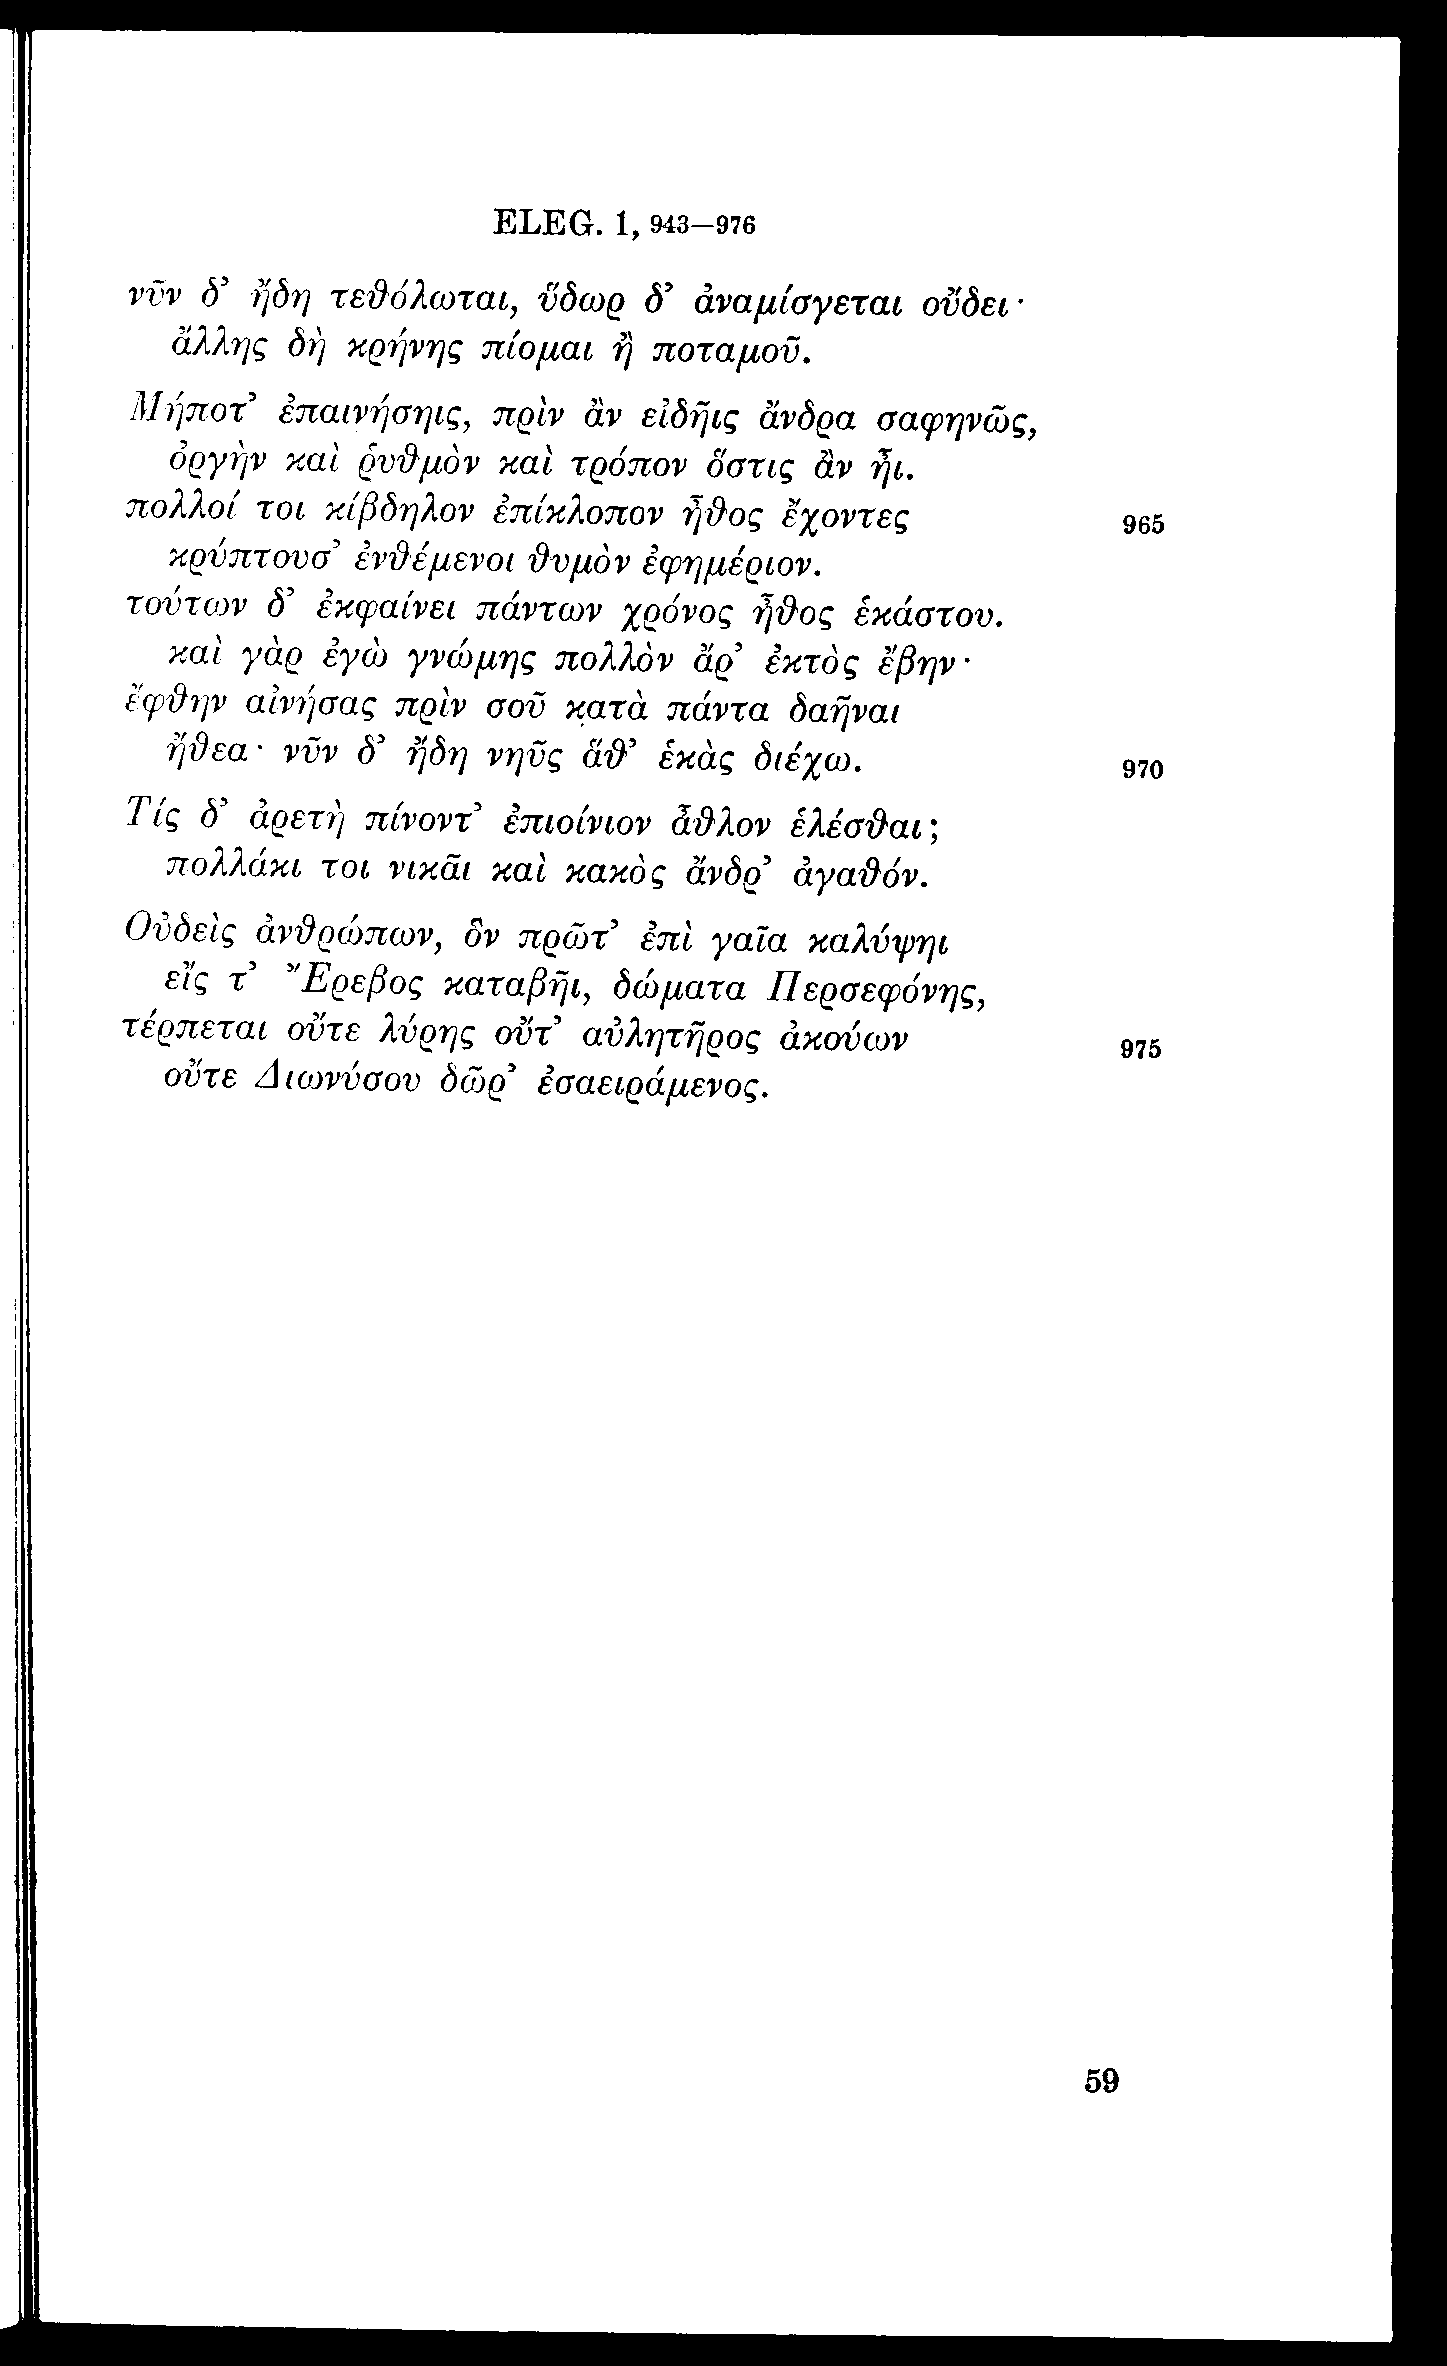 ELEG. 1, 943—976
νῦν δ’ ἤδη τεθόλωται, ὕδωρ δ’ ἀναμίσγεται οὔδει·
ἄλλης δὴ κρήνης πίομαι ἢ ποταμοῦ.
Μήποτ’ ἐπαινήσηις, πρὶν ἂν εἰδῆις ἄνδρα σαφηνῶς,
ὀργὴν καὶ ῥυθμὸν καὶ τρόπον ὅστις ἂν ἦι.
πολλοί τοι κίβδηλον ἐπίκλοπον ἦθος ἔχοντες 965
κρύπτουσ’ ἐνθέμενοι θυμὸν ἐφημέριον.
τούτων δ’ ἐκφαίνει πάντων χρόνος ἦθος ἑκάστου.
καὶ γὰρ ἐγὼ γνώμης πολλὸν ἄρ’ ἐκτὸς ἔβην·
ἔφθην αἰνήσας πρὶν σοῦ κατὰ πάντα δαῆναι
ἤθεα· νῦν δ’ ἤδη νηῦς ἅθ’ ἑκὰς διέχω. 970
Τίς δ’ ἀρετὴ πίνοντ’ ἐπιοίνιον ἆθλον ἑλέσθαι;
πολλάκι τοι νικᾶι καὶ κακὸς ἄνδρ’ ἀγαθόν.
Οὐδεὶς ἀνθρώπων, ὃν πρῶτ’ ἐπὶ γαῖα καλύψηι
εἴς τ’ Ἔρεβος καταβῆι, δώματα Περσεφόνης,
τέρπεται οὔτε λύρης οὔτ’ αὐλητῆρος ἀκούων 975
οὔτε Διωνύσου δῶρ’ ἐσαειράμενος.
59